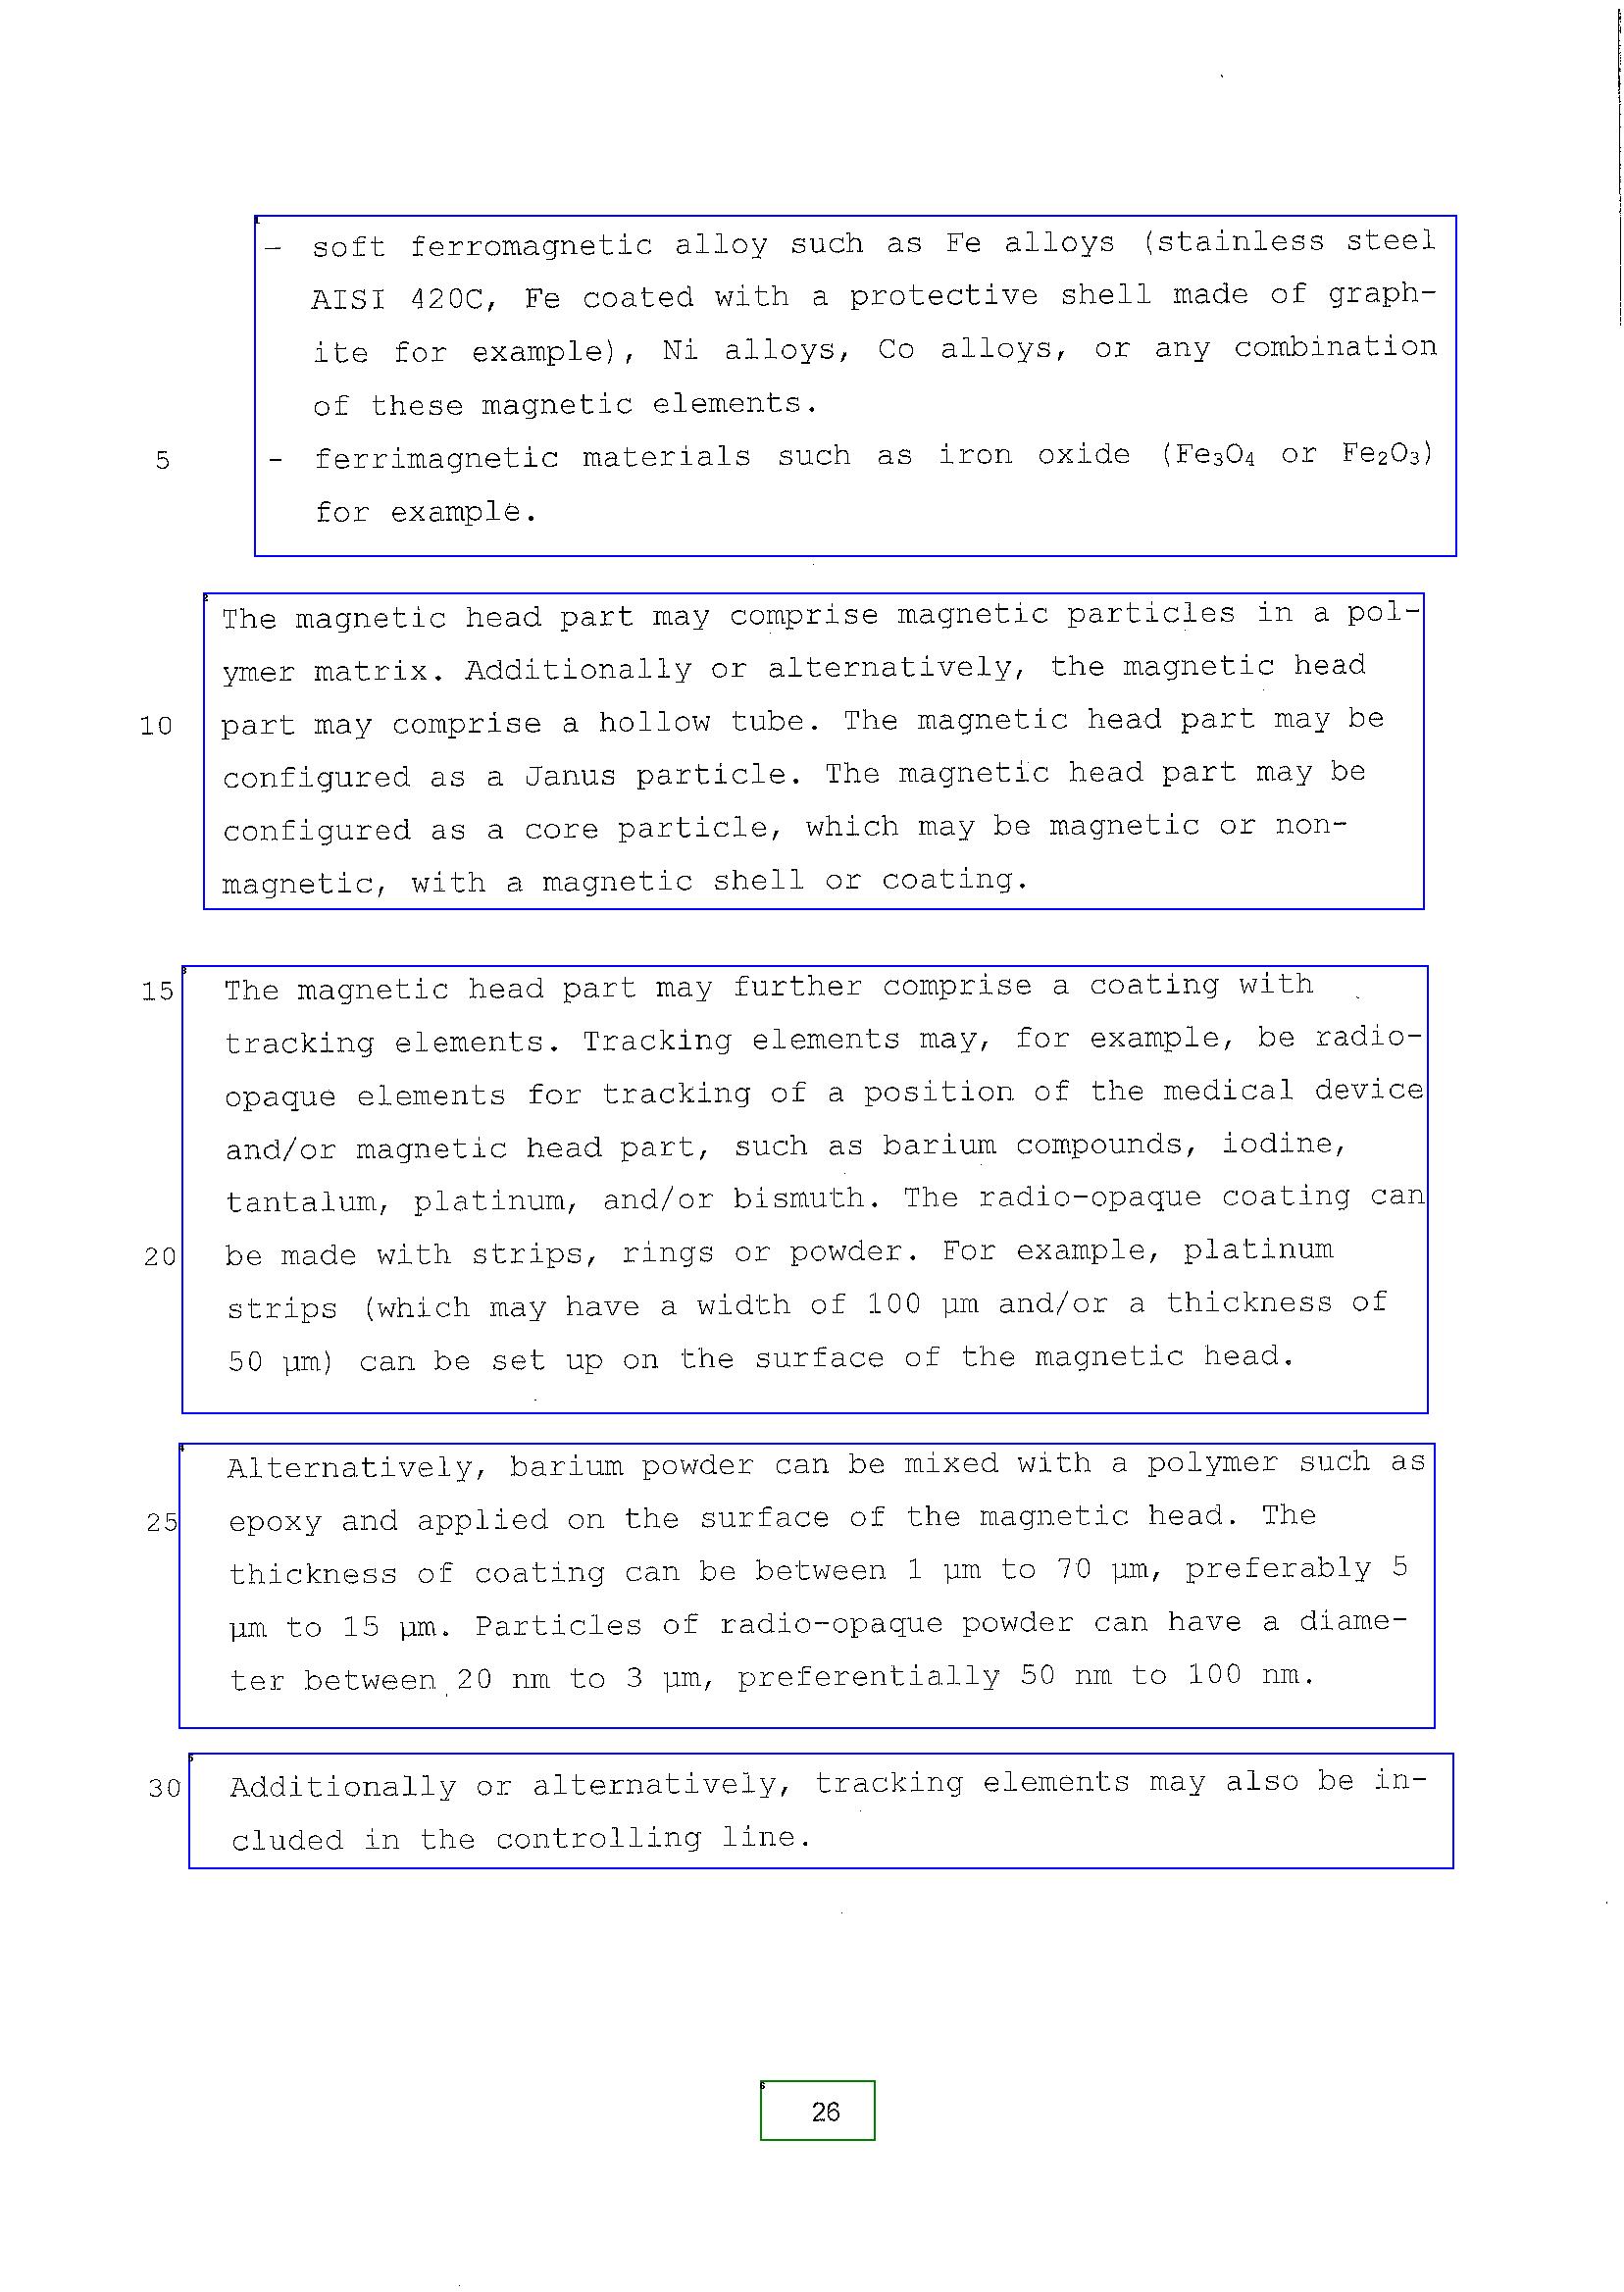 - soft ferromagnetic alloy such as Fe alloys (stainless steel
AISI 420C, Fe coated with a protective shell made of graph-
ite for example), Ni alloys, Co alloys, or any combination
of these magnetic elements.
5 - ferrimagnetic materials such as iron oxide (Fe₃O₄ or Fe₂O₃)
for example.
The magnetic head part may comprise magnetic particles in a pol-
ymer matrix. Additionally or alternatively, the magnetic head
10 part may comprise a hollow tube. The magnetic head part may be
configured as a Janus particle. The magnetic head part may be
configured as a core particle, which may be magnetic or non-
magnetic, with a magnetic shell or coating.
15 The magnetic head part may further comprise a coating with
tracking elements. Tracking elements may, for example, be radio-
opaque elements for tracking of a position of the medical device
and/or magnetic head part, such as barium compounds, iodine,
tantalum, platinum, and/or bismuth. The radio-opaque coating can
20 be made with strips, rings or powder. For example, platinum
strips (which may have a width of 100 µm and/or a thickness of
50 µm) can be set up on the surface of the magnetic head.
Alternatively, barium powder can be mixed with a polymer such as
25 epoxy and applied on the surface of the magnetic head. The
thickness of coating can be between 1 µm to 70 µm, preferably 5
µm to 15 µm. Particles of radio-opaque powder can have a diame-
ter between 20 nm to 3 µm, preferentially 50 nm to 100 nm.
30 Additionally or alternatively, tracking elements may also be in-
cluded in the controlling line.
26